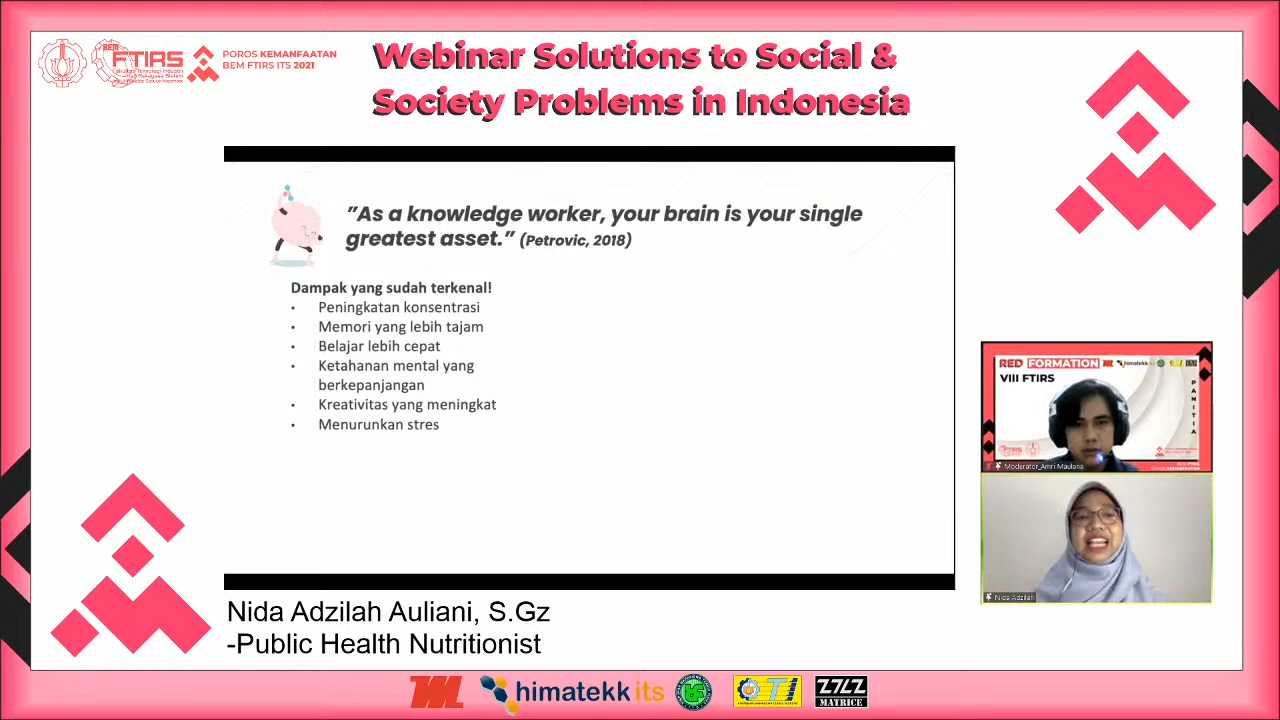 BEM
FTIRS
POROS KEMANFAATAN
BEM FTIRS ITS 2021
Webinar Solutions to Social &
Society Problems in Indonesia
"As a knowledge worker, your brain is your single
greatest asset." (Petrovic, 2018)
Dampak yang sudah terkenal!
• Peningkatan konsentrasi
• Memori yang lebih tajam
• Belajar lebih cepat
• Ketahanan mental yang
berkepanjangan
• Kreativitas yang meningkat
• Menurunkan stres
RED FORMATION
himatekk its
VIII FTIRS
PANITIA
FTIRS
Moderator_Amri Maulana
Nida Adzilah
Nida Adzilah Auliani, S.Gz
-Public Health Nutritionist
himatekk its
MATRICE